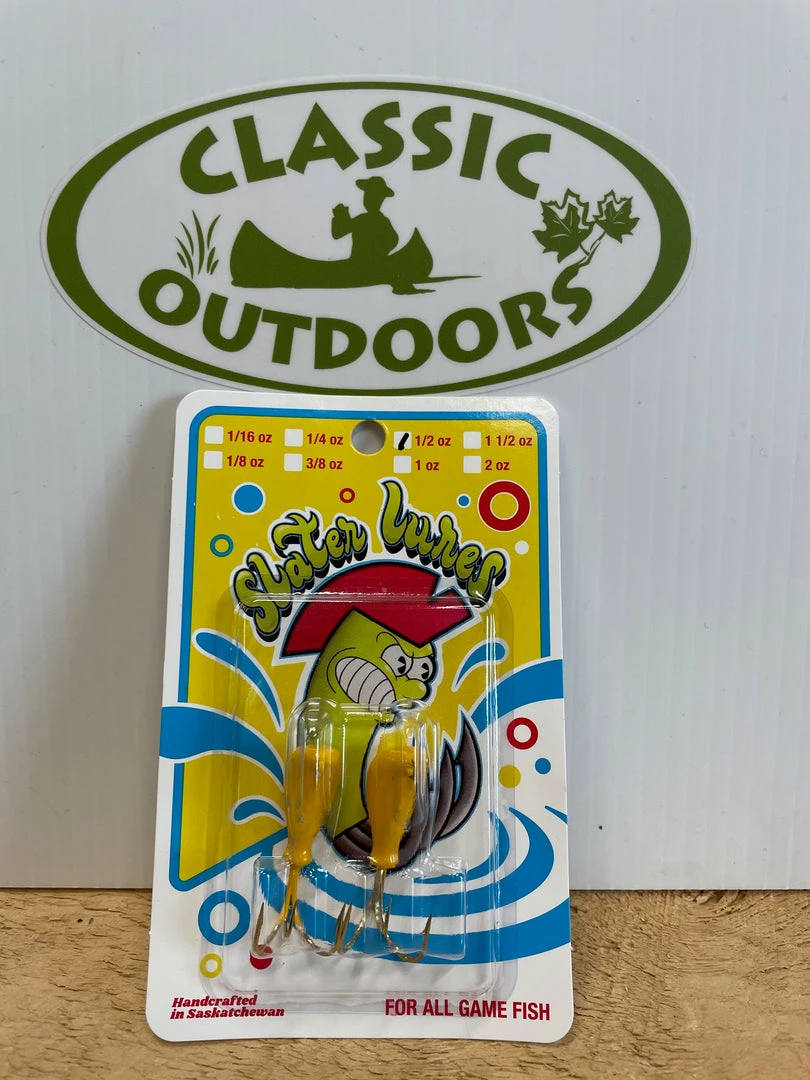 CLASSIC
OUTDOORS
1/16 oz 1/4 oz 1/2 oz 1 1/2 oz
1/8 oz 3/8 oz 1 oz 2 oz
Slater Lures
Handcrafted
in Saskatchewan
FOR ALL GAME FISH